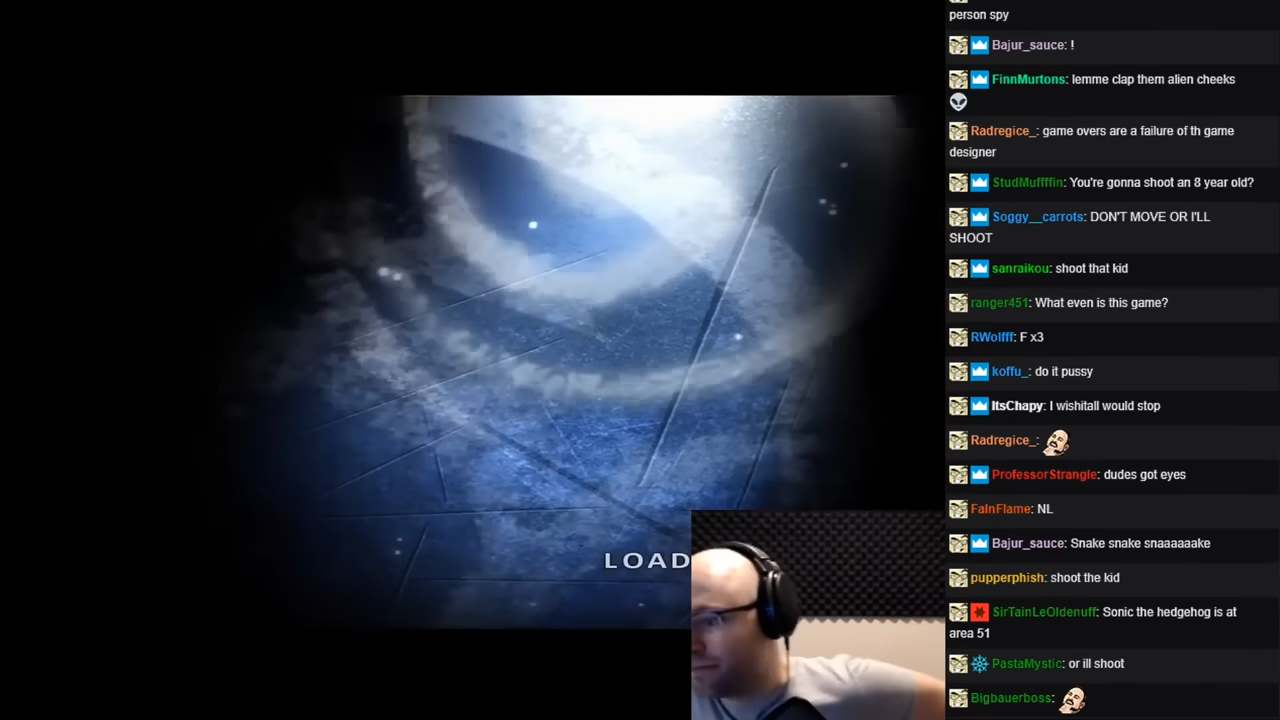 person spy
Bajur_sauce: !
FinnMurtons: lemme clap them alien cheeks
Radregice_: game overs are a failure of th game
designer
StudMuffffin: You're gonna shoot an 8 year old?
Soggy__carrots: DON'T MOVE OR I'LL
SHOOT
sanraikou: shoot that kid
ranger451: What even is this game?
RWolfff: F x3
koffu_: do it pussy
ItsChapy: I wishitall would stop
Radregice_:
ProfessorStrangle: dudes got eyes
FalnFlame: NL
Bajur_sauce: Snake snake snaaaaaake
pupperphish: shoot the kid
SirTainLeOldenuff: Sonic the hedgehog is at
area 51
PastaMystic: or ill shoot
Bigbauerboss:
LOAD